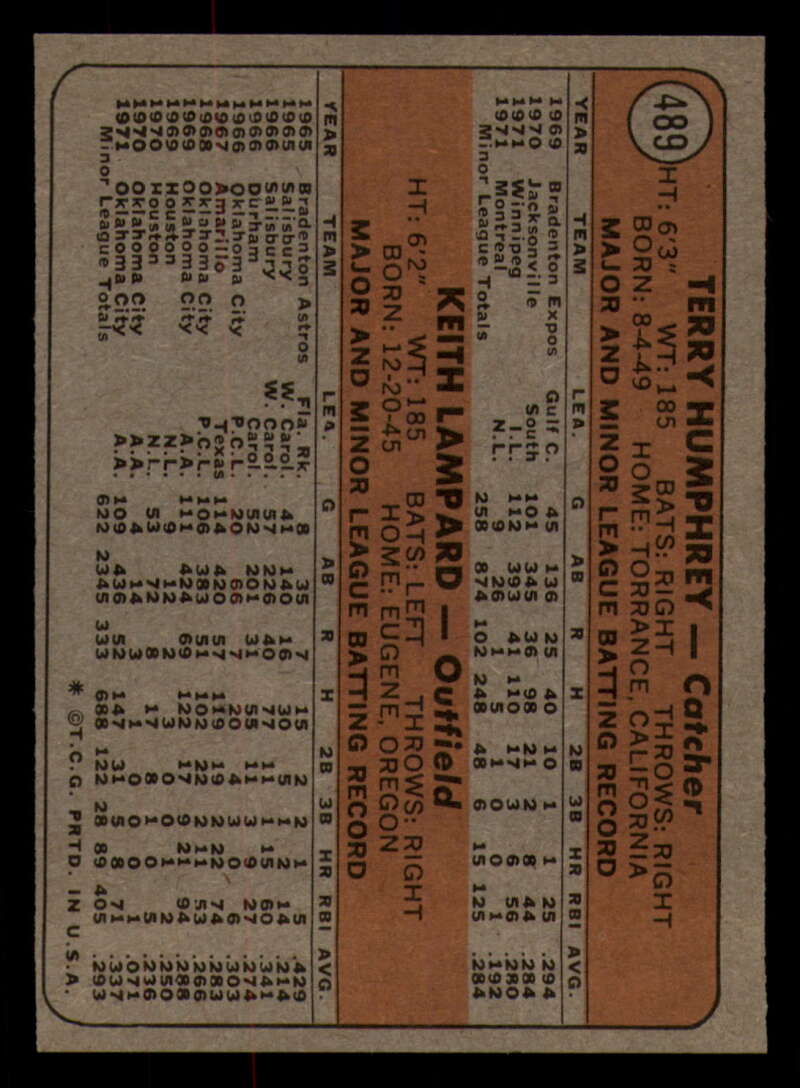 489
TERRY HUMPHREY — Catcher
HT: 6'3" WT: 185 BATS: RIGHT THROWS: RIGHT
BORN: 8-4-49 HOME: TORRANCE, CALIFORNIA
MAJOR AND MINOR LEAGUE BATTING RECORD
YEAR TEAM LEA. G AB R H 2B 3B HR RBI AVG.
1969 Bradenton Expos Gulf C. 45 136 25 40 10 1 1 25 .294
1970 Jacksonville South 101 345 36 98 21 2 8 44 .284
1971 Winnipeg I.L. 112 393 41 110 17 3 6 56 .280
1971 Montreal N.L. 9 26 1 5 1 0 0 1 .192
Minor League Totals 258 874 102 248 48 6 15 125 .284
KEITH LAMPARD — Outfield
HT: 6'2" WT: 185 BATS: LEFT THROWS: RIGHT
BORN: 12-20-45 HOME: EUGENE, OREGON
MAJOR AND MINOR LEAGUE BATTING RECORD
YEAR TEAM LEA. G AB R H 2B 3B HR RBI AVG.
1965 Bradenton Astros Fla. Rk. 8 35 7 15 2 2 1 5 .429
1965 Salisbury W. Carol. 41 140 16 30 5 1 2 14 .214
1966 Salisbury W. Carol. 57 226 40 77 11 1 15 60 .341
1966 Durham Carol. 52 201 31 55 11 3 9 27 .274
1966 Oklahoma City P.C.L. 20 66 7 20 4 3 0 6 .303
1967 Amarillo Texas 114 420 57 119 19 2 21 74 .283
1968 Oklahoma City P.C.L. 106 383 51 102 22 2 12 53 .266
1969 Oklahoma City A.A. 111 424 69 122 17 9 21 94 .288
1969 Houston N.L. 9 12 2 3 0 0 1 2 .250
1970 Houston N.L. 53 72 8 17 8 1 0 5 .236
1970 Oklahoma City A.A. 4 14 3 1 0 0 0 1 .071
1971 Oklahoma City A.A. 109 436 52 147 31 5 8 71 .337
Minor League Totals 622 2345 333 688 122 28 89 405 .293
* ©T.C.G. PRTD. IN U.S.A.